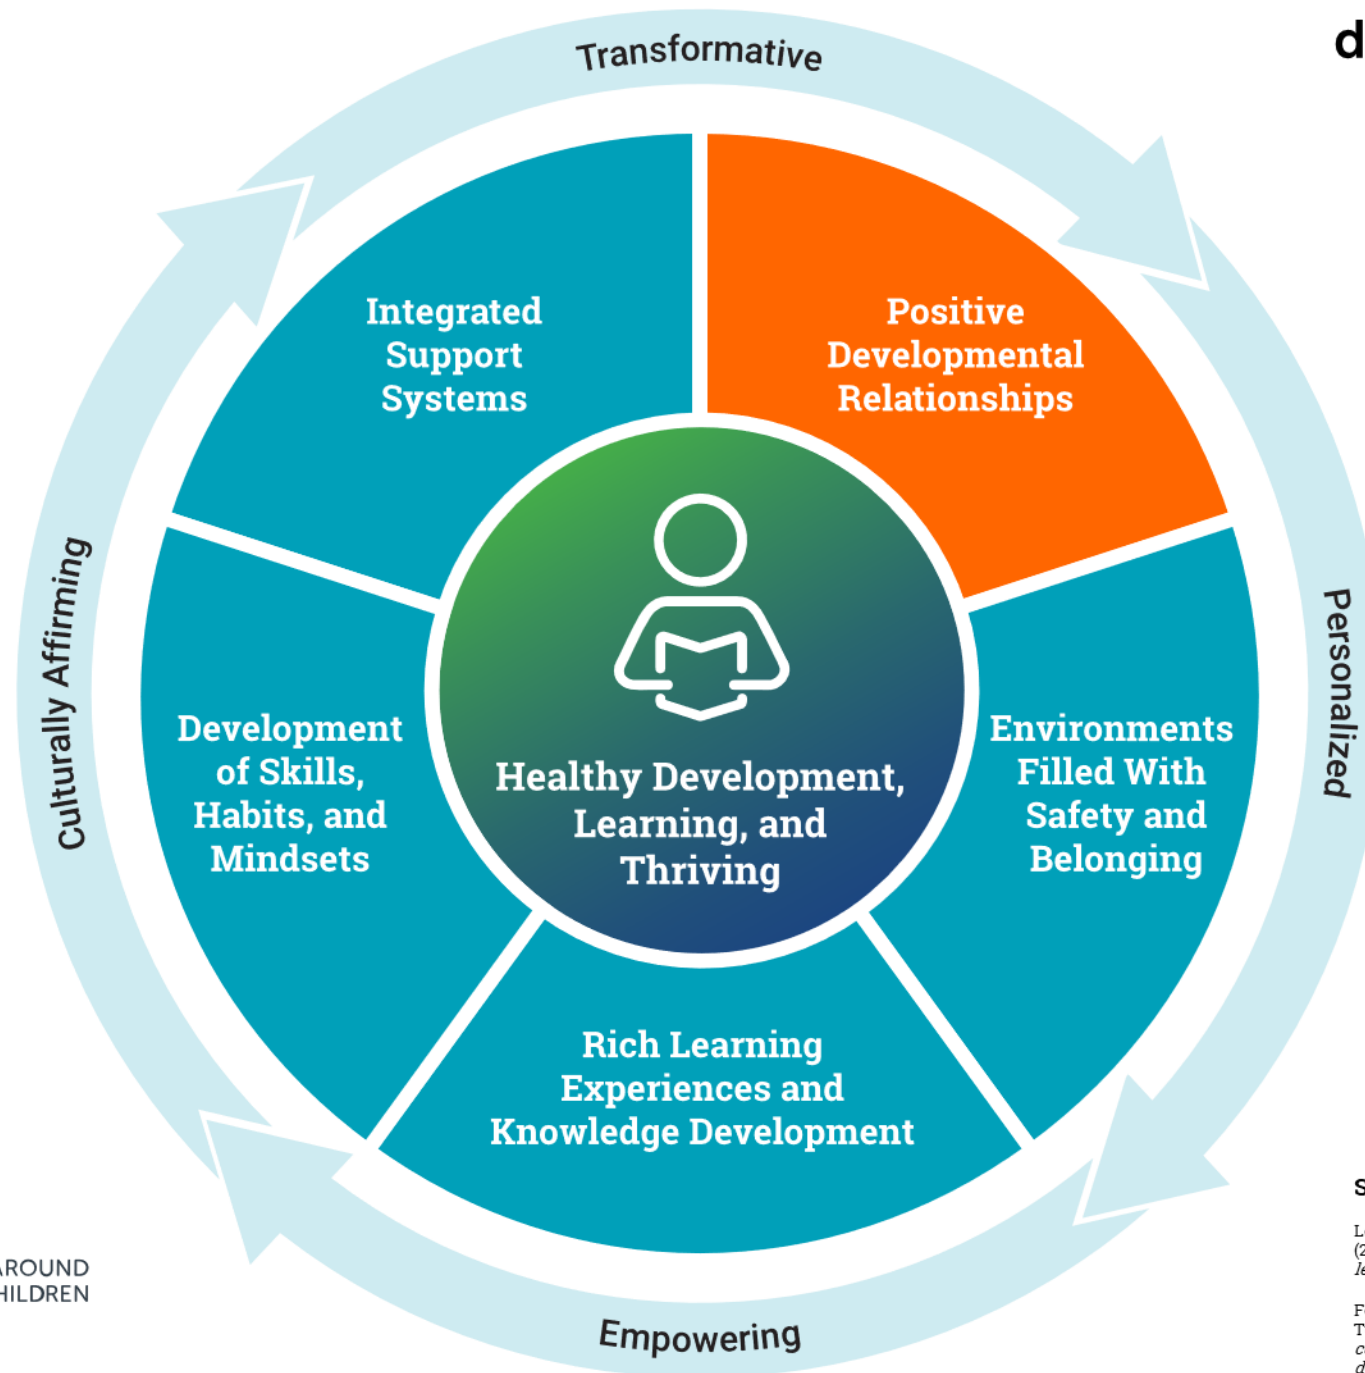 Transformative
d
Integrated
Support
Systems
Positive
Developmental
Relationships
Culturally Affirming
Personalized
Development
of Skills,
Habits, and
Mindsets
Healthy Development,
Learning, and
Thriving
Environments
Filled With
Safety and
Belonging
Rich Learning
Experiences and
Knowledge Development
Empowering
AROUND
HILDREN